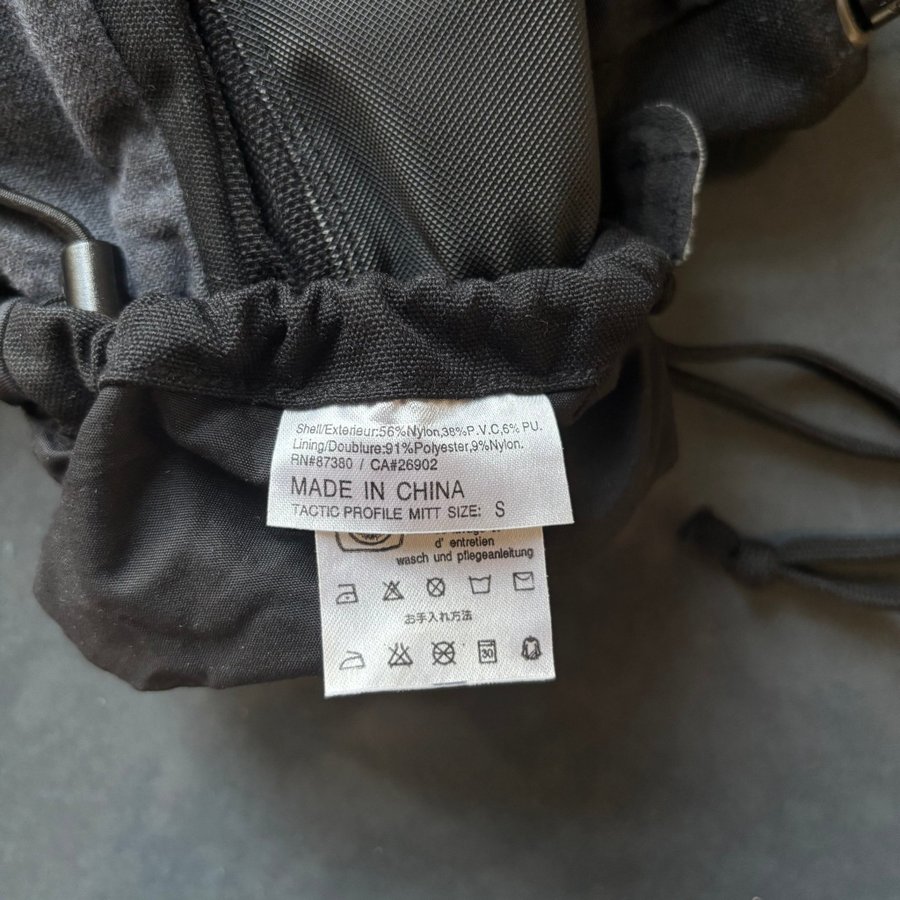 Shell/Exterieur:56%Nylon,38%P.V.C,6% PU.
Lining/Doublure:91%Polyester,9%Nylon.
RN#87380 / CA#26902
MADE IN CHINA
TACTIC PROFILE MITT SIZE: S
d' entretien
wasch und pflegeanleitung
お手入れ方法
30